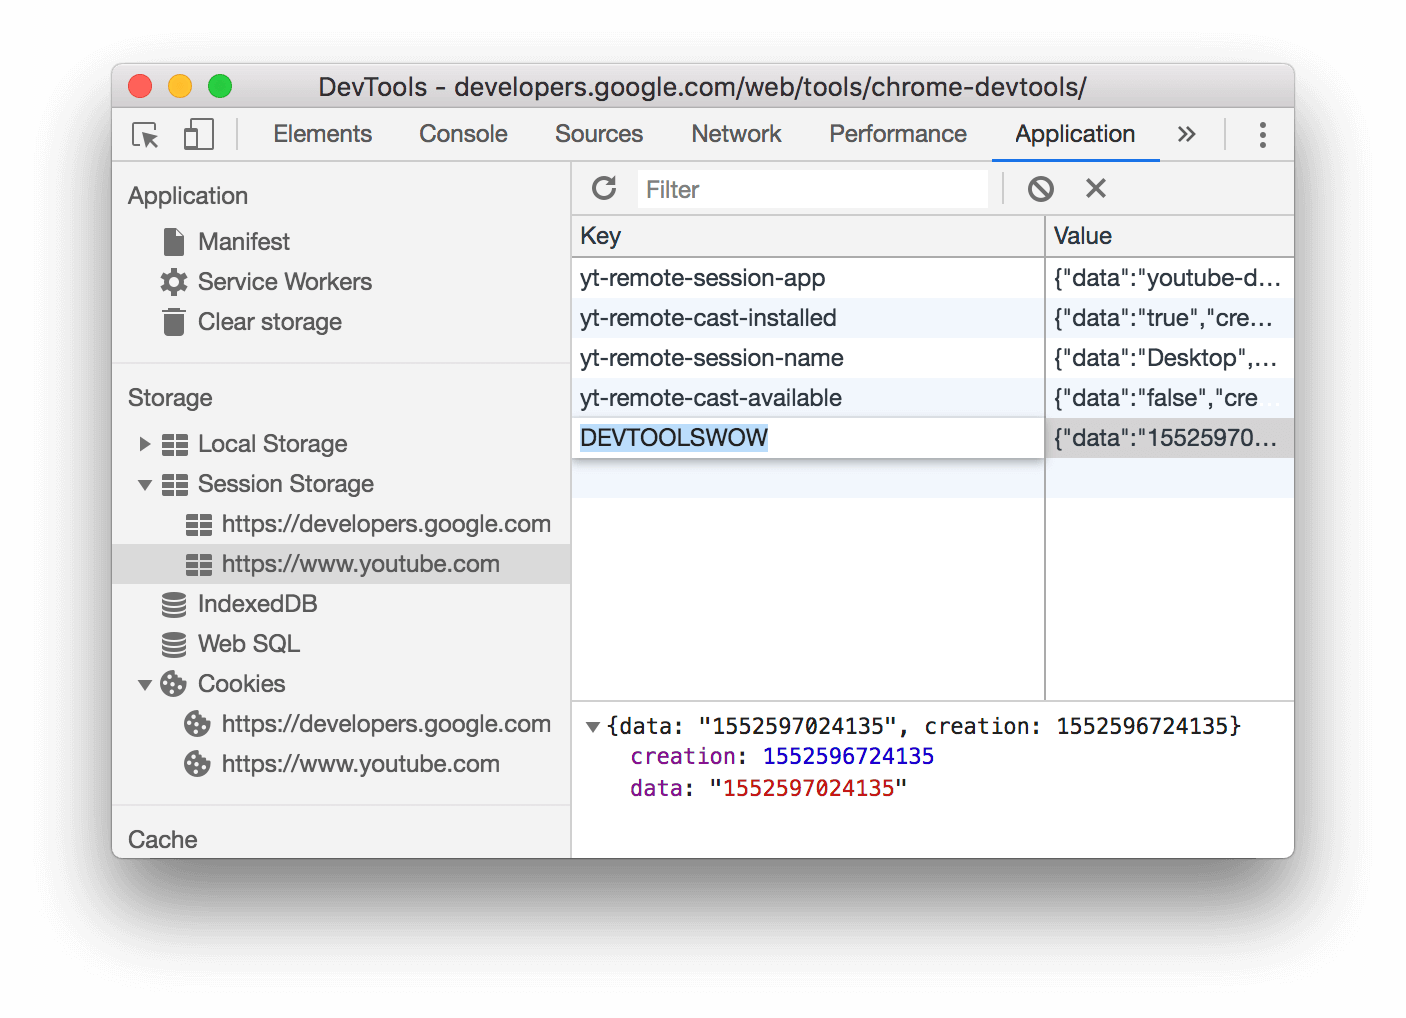 DevTools - developers.google.com/web/tools/chrome-devtools/
Elements Console Sources Network Performance Application »
Application
Manifest
Service Workers
Clear storage
Storage
Local Storage
Session Storage
https://developers.google.com
https://www.youtube.com
IndexedDB
Web SQL
Cookies
https://developers.google.com
https://www.youtube.com
Cache
Filter
Key Value
yt-remote-session-app {"data":"youtube-d…
yt-remote-cast-installed {"data":"true","cre…
yt-remote-session-name {"data":"Desktop",…
yt-remote-cast-available {"data":"false","cre
DEVTOOLSWOW {"data":"15525970…
{data: "1552597024135", creation: 1552596724135}
creation: 1552596724135
data: "1552597024135"